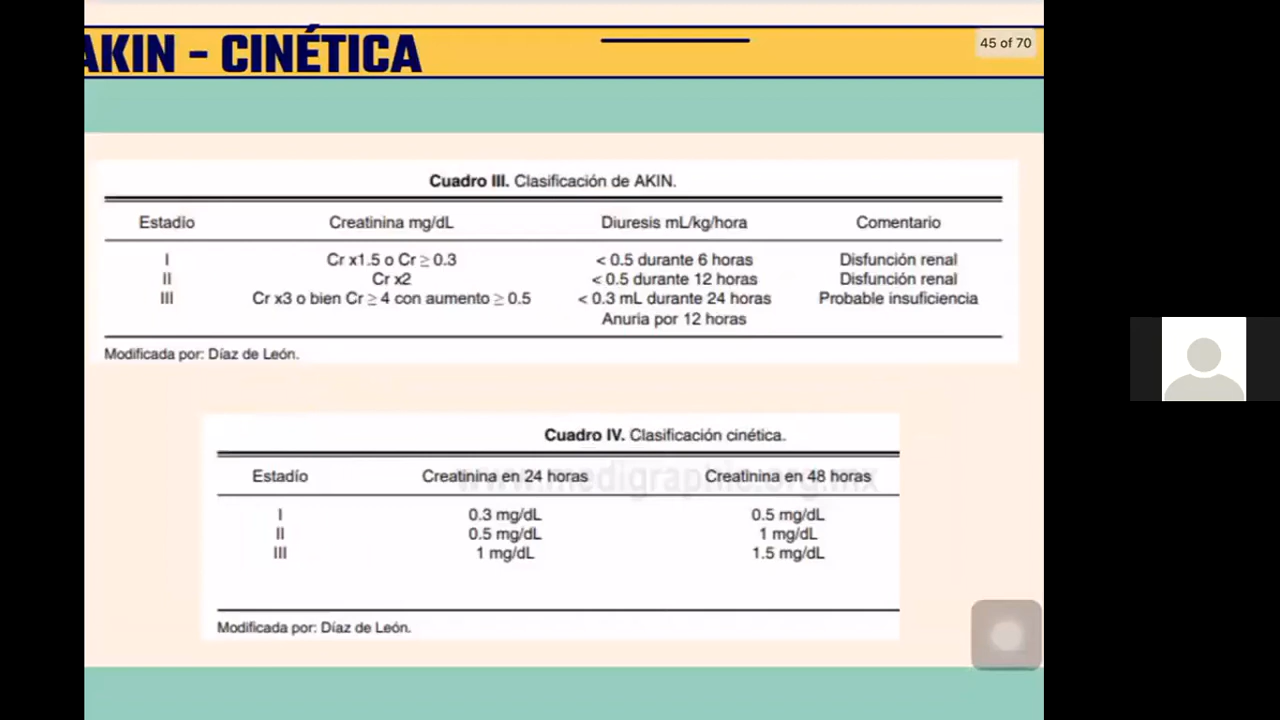 AKIN - CINÉTICA
45 of 70
Cuadro III. Clasificación de AKIN.
Estadio Creatinina mg/dL Diuresis mL/kg/hora Comentario
I Cr x1.5 o Cr ≥ 0.3 < 0.5 durante 6 horas Disfunción renal
II Cr x2 < 0.5 durante 12 horas Disfunción renal
III Cr x3 o bien Cr ≥ 4 con aumento ≥ 0.5 < 0.3 mL durante 24 horas Probable insuficiencia
Anuria por 12 horas
Modificada por: Díaz de León.
Cuadro IV. Clasificación cinética.
www.medigraphic.org.mx
Estadío Creatinina en 24 horas Creatinina en 48 horas
I 0.3 mg/dL 0.5 mg/dL
II 0.5 mg/dL 1 mg/dL
III 1 mg/dL 1.5 mg/dL
Modificada por: Díaz de León.